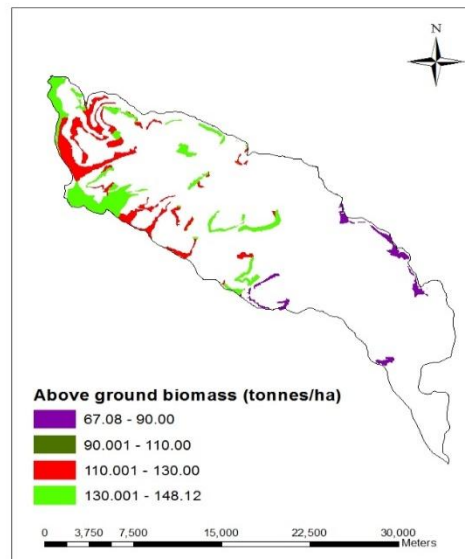 N
Above ground biomass (tonnes/ha)
67.08 - 90.00
90.001 - 110.00
110.001 - 130.00
130.001 - 148.12
0 3,750 7,500 15,000 22,500 30,000
Meters